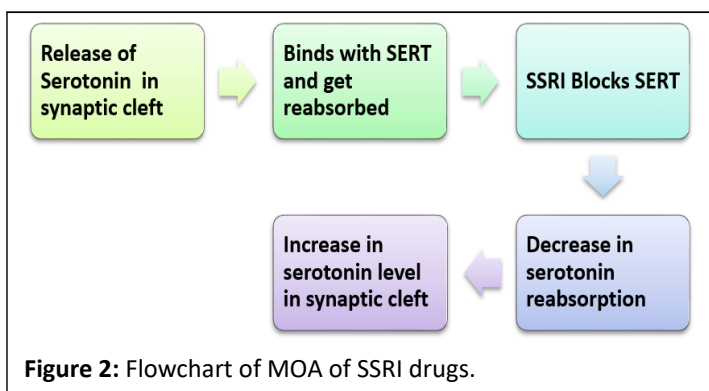 Release of
Serotonin in
synaptic cleft
Binds with SERT
and get
reabsorbed
SSRI Blocks SERT
Decrease in
serotonin
reabsorption
Increase in
serotonin level
in synaptic cleft
Figure 2: Flowchart of MOA of SSRI drugs.